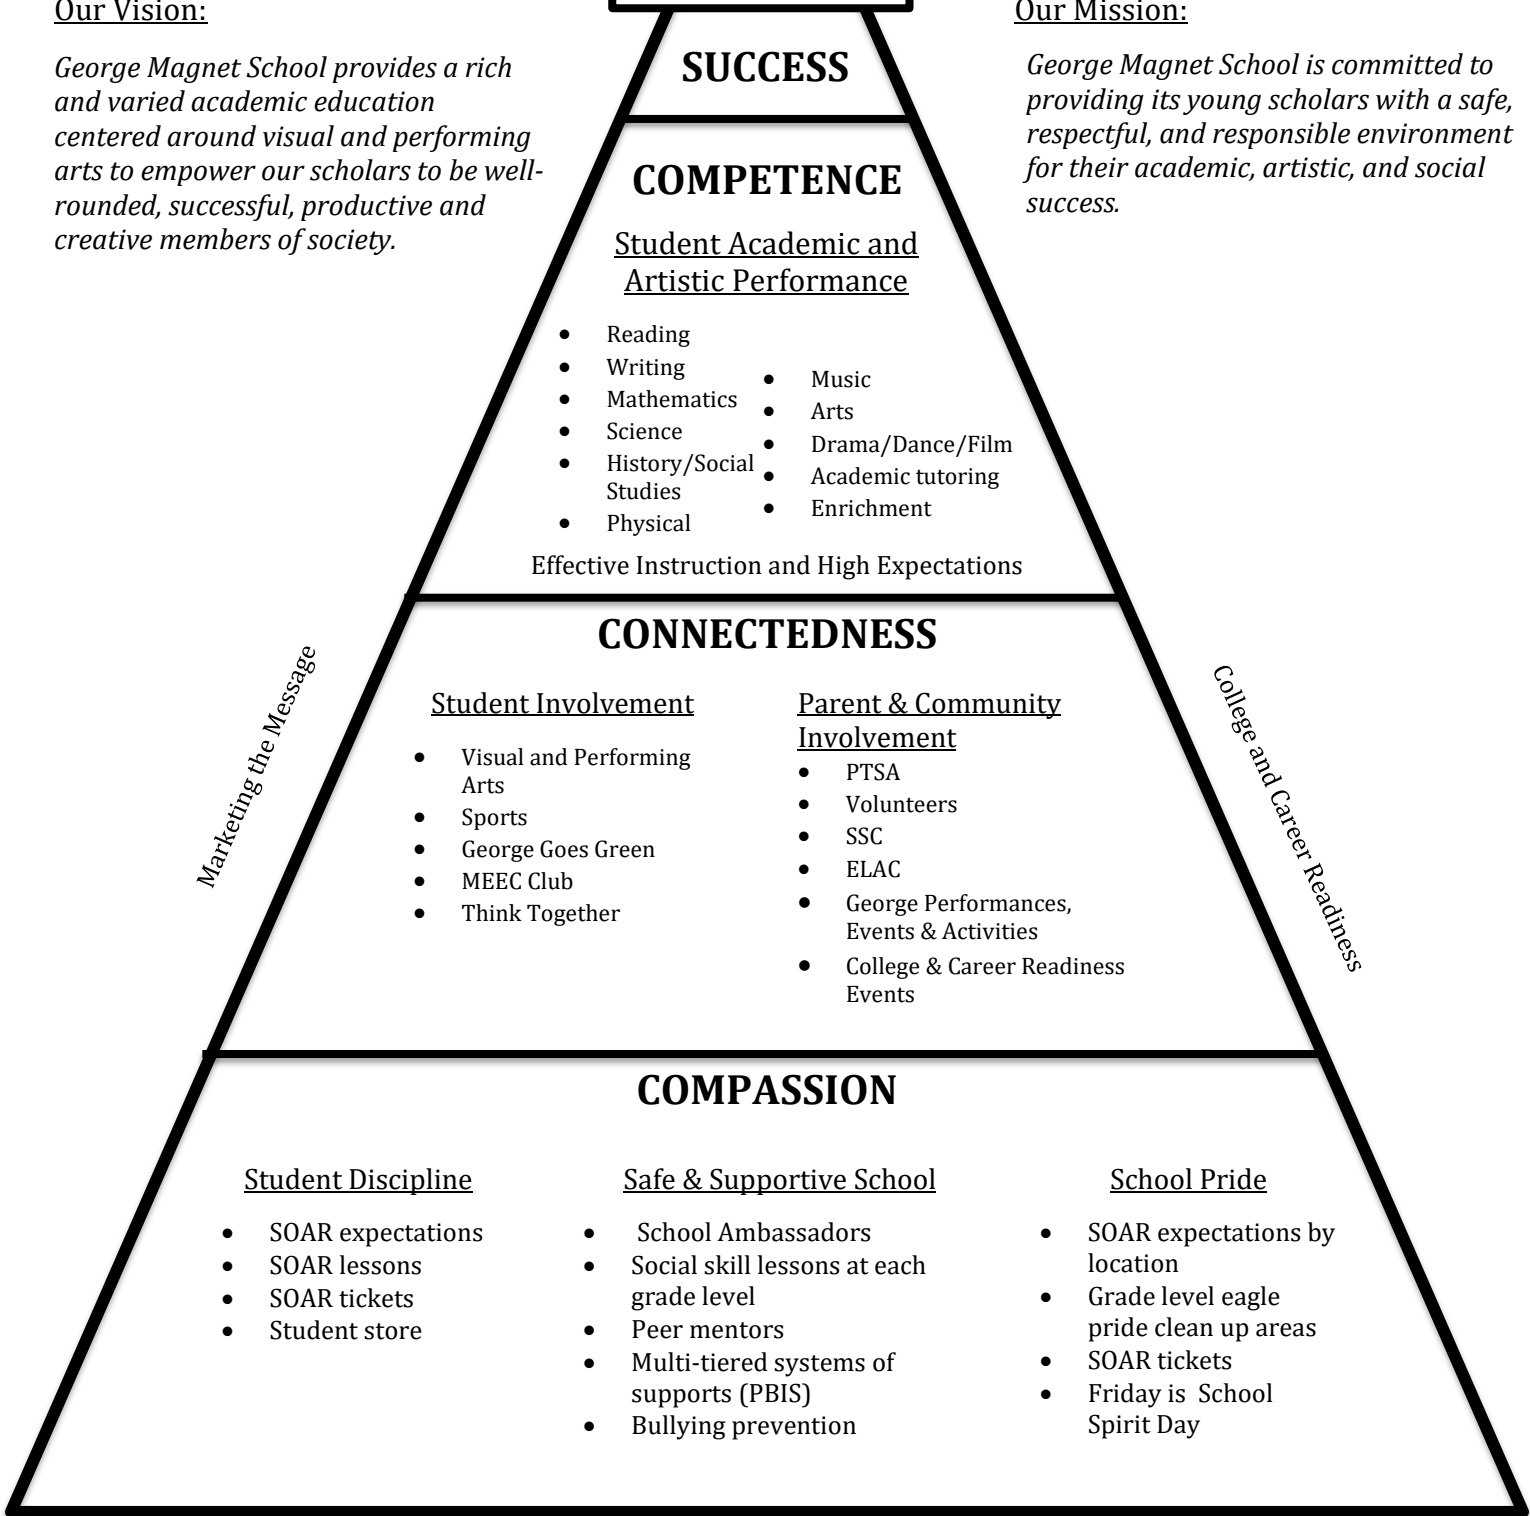 Our Vision:
George Magnet School provides a rich
and varied academic education
centered around visual and performing
arts to empower our scholars to be well-
rounded, successful, productive and
creative members of society.
Our Mission:
George Magnet School is committed to
providing its young scholars with a safe,
respectful, and responsible environment
for their academic, artistic, and social
success.
SUCCESS
COMPETENCE
Student Academic and
Artistic Performance
• Reading
• Writing
• Mathematics
• Science
• History/Social
Studies
• Physical
• Music
• Arts
• Drama/Dance/Film
• Academic tutoring
• Enrichment
Effective Instruction and High Expectations
Marketing the Message
CONNECTEDNESS
Student Involvement
• Visual and Performing
Arts
• Sports
• George Goes Green
• MEEC Club
• Think Together
Parent & Community
Involvement
• PTSA
• Volunteers
• SSC
• ELAC
• George Performances,
Events & Activities
• College & Career Readiness
Events
College and Career Readiness
COMPASSION
Student Discipline
• SOAR expectations
• SOAR lessons
• SOAR tickets
• Student store
Safe & Supportive School
• School Ambassadors
• Social skill lessons at each
grade level
• Peer mentors
• Multi-tiered systems of
supports (PBIS)
• Bullying prevention
School Pride
• SOAR expectations by
location
• Grade level eagle
pride clean up areas
• SOAR tickets
• Friday is School
Spirit Day